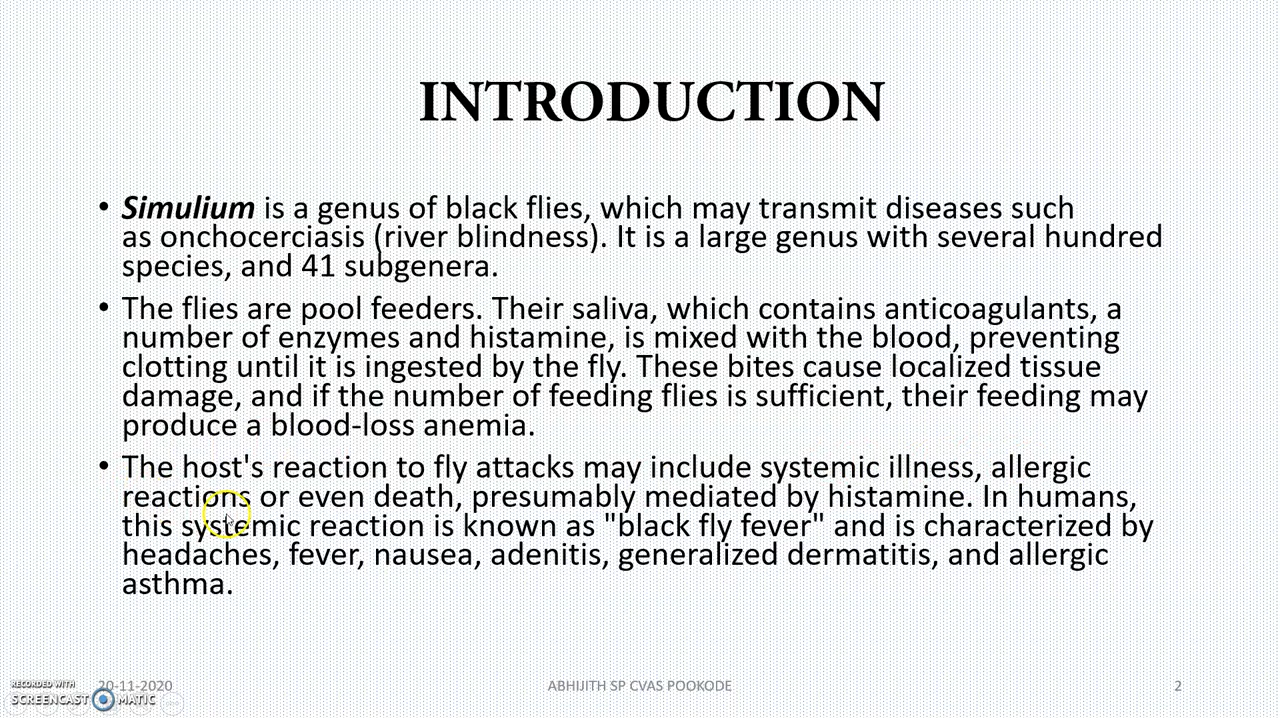 INTRODUCTION
• Simulium is a genus of black flies, which may transmit diseases such
as onchocerciasis (river blindness). It is a large genus with several hundred
species, and 41 subgenera.
• The flies are pool feeders. Their saliva, which contains anticoagulants, a
number of enzymes and histamine, is mixed with the blood, preventing
clotting until it is ingested by the fly. These bites cause localized tissue
damage, and if the number of feeding flies is sufficient, their feeding may
produce a blood-loss anemia.
• The host's reaction to fly attacks may include systemic illness, allergic
reactions or even death, presumably mediated by histamine. In humans,
this systemic reaction is known as "black fly fever" and is characterized by
headaches, fever, nausea, adenitis, generalized dermatitis, and allergic
asthma.
RECORDED WITH
SCREENCAST MATIC
20-11-2020
ABHIJITH SP CVAS POOKODE
2